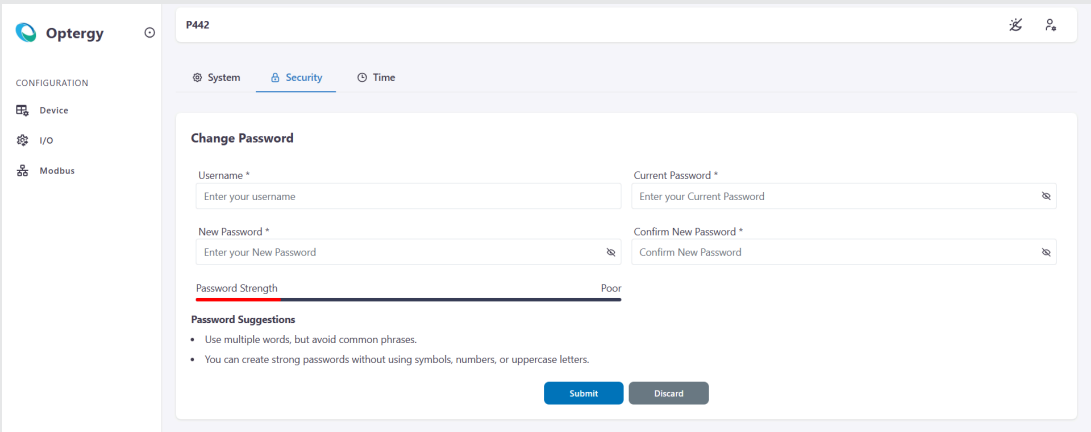 Optergy
CONFIGURATION
Device
I/O
Modbus
P442
System Security Time
Change Password
Username * Current Password *
Enter your username Enter your Current Password
New Password * Confirm New Password *
Enter your New Password Confirm New Password
Password Strength Poor
Password Suggestions
• Use multiple words, but avoid common phrases.
• You can create strong passwords without using symbols, numbers, or uppercase letters.
Submit Discard